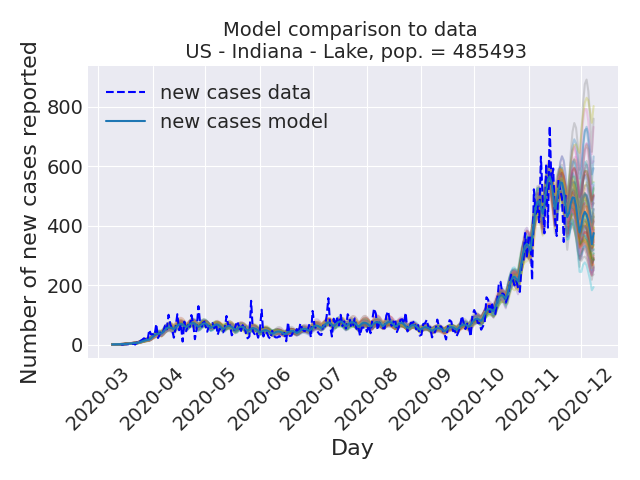 Model comparison to data
US - Indiana - Lake, pop. = 485493
Number of new cases reported
new cases data
new cases model
800
600
400
200
0
2020-03
2020-04
2020-05
2020-06
2020-07
2020-08
2020-09
2020-10
2020-11
2020-12
Day